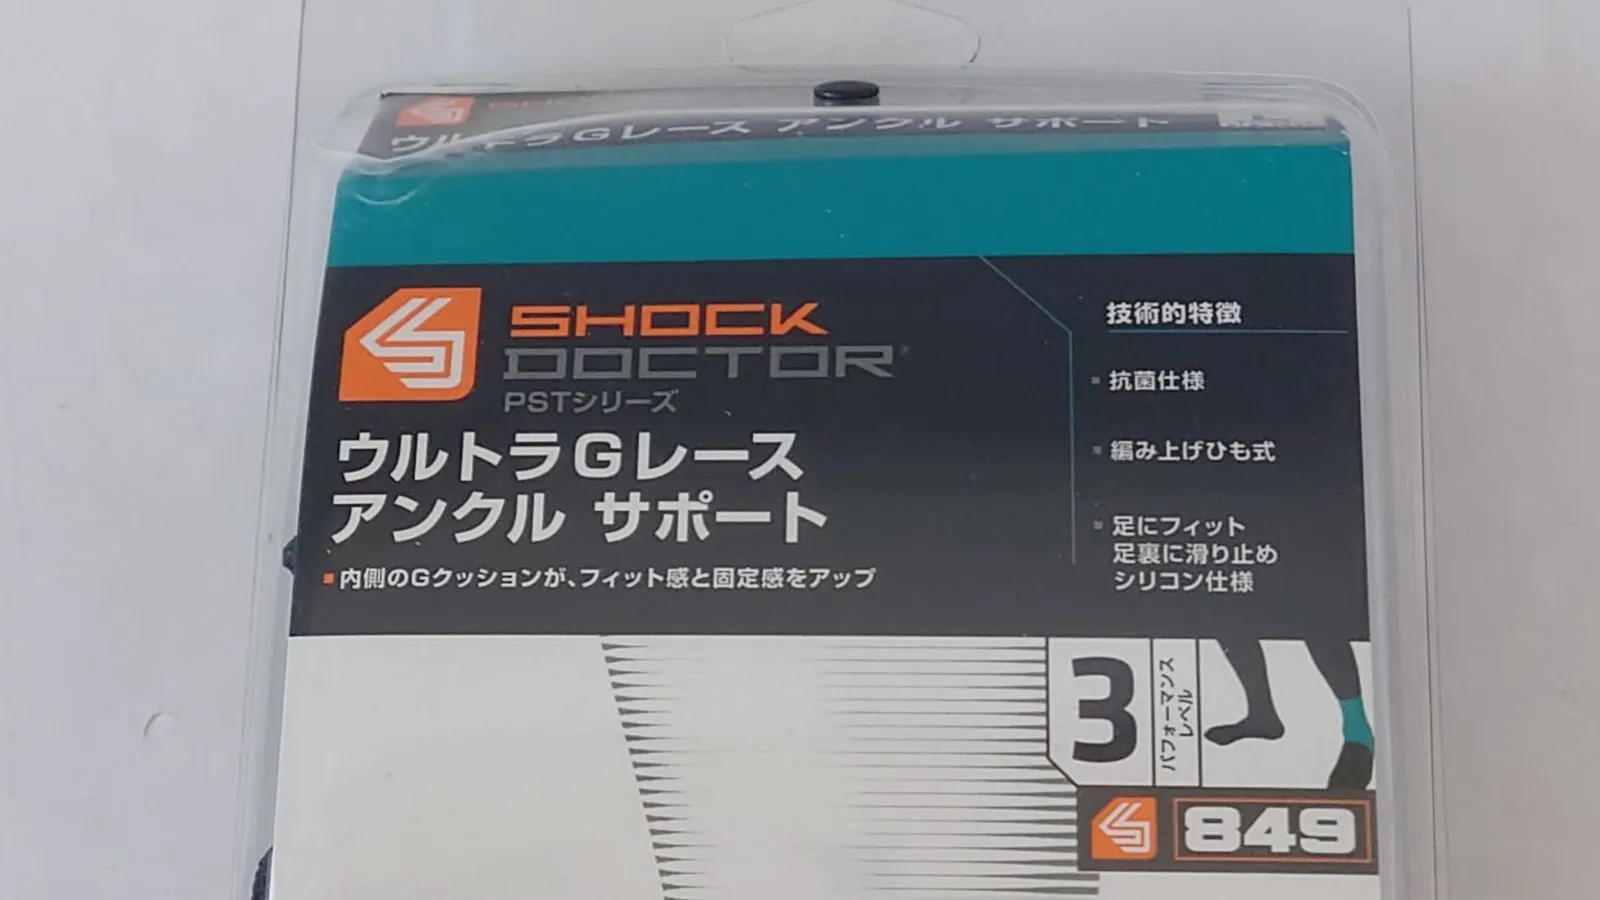 SHOCK
ウルトラGレース アンクル サポート
SHOCK
DOCTOR
PSTシリーズ
ウルトラGレース
アンクル サポート
内側のGクッションが、フィット感と固定感をアップ
技術的特徴
抗菌仕様
編み上げひも式
足にフィット
足裏に滑り止め
シリコン仕様
3
パフォーマンス
レベル
849